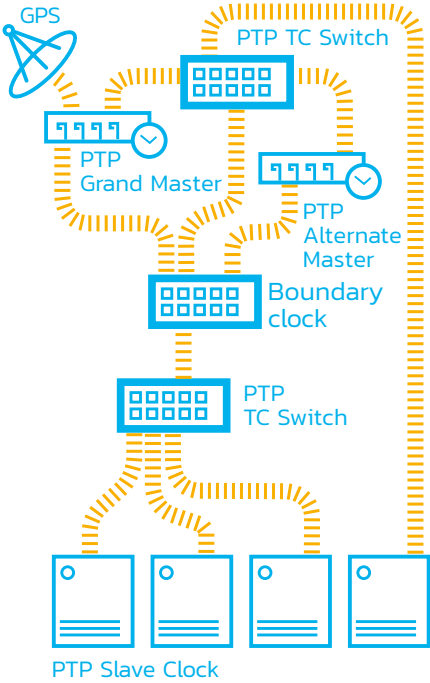 GPS
PTP TC Switch
PTP
Grand Master
PTP
Alternate
Master
Boundary
clock
PTP
TC Switch
PTP Slave Clock